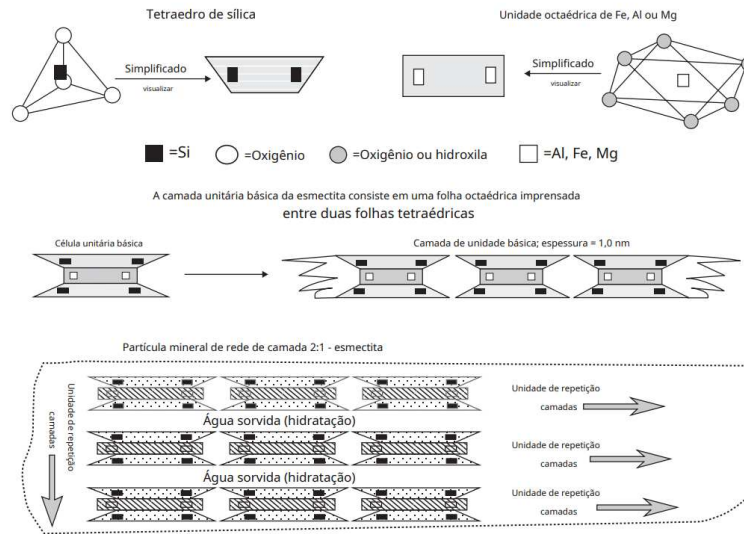 Tetraedro de sílica
Unidade octaédrica de Fe, Al ou Mg
Simplificado
visualizar
Simplificado
visualizar
=Si
=Oxigênio
=Oxigênio ou hidroxila
=Al, Fe, Mg
A camada unitária básica da esmectita consiste em uma folha octaédrica imprensada
entre duas folhas tetraédricas
Célula unitária básica
Camada de unidade básica; espessura = 1,0 nm
Partícula mineral de rede de camada 2:1 - esmectita
Unidade de repetição
camadas
Água sorvida (hidratação)
Água sorvida (hidratação)
Unidade de repetição
camadas
Unidade de repetição
camadas
Unidade de repetição
camadas